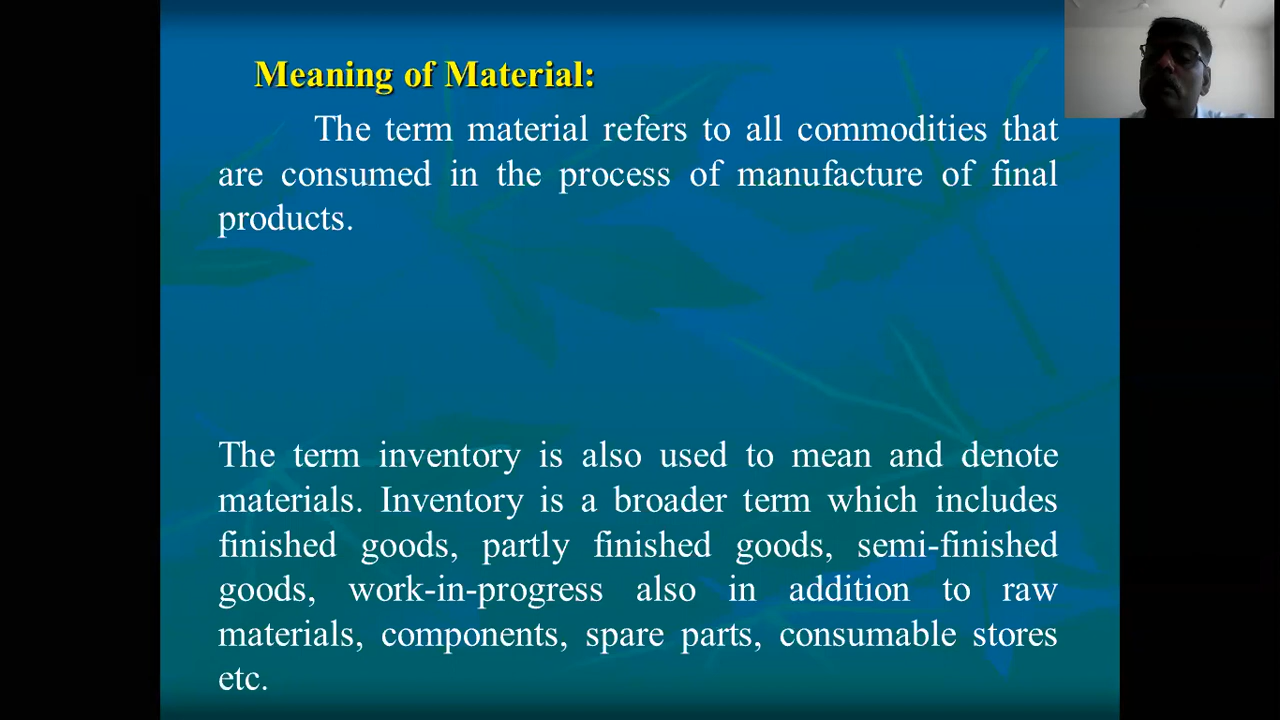 Meaning of Material:
The term material refers to all commodities that
are consumed in the process of manufacture of final
products.
The term inventory is also used to mean and denote
materials. Inventory is a broader term which includes
finished goods, partly finished goods, semi-finished
goods, work-in-progress also in addition to raw
materials, components, spare parts, consumable stores
etc.